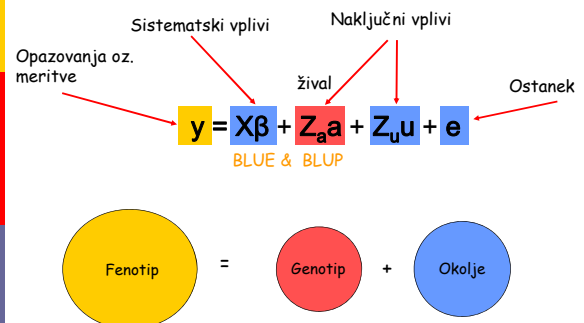 Sistematski vplivi
Naključni vplivi
Opazovanja oz.
meritve
žival
Ostanek
y = Xβ + Zₐa + Zᵤu + e
BLUE & BLUP
Fenotip = Genotip + Okolje